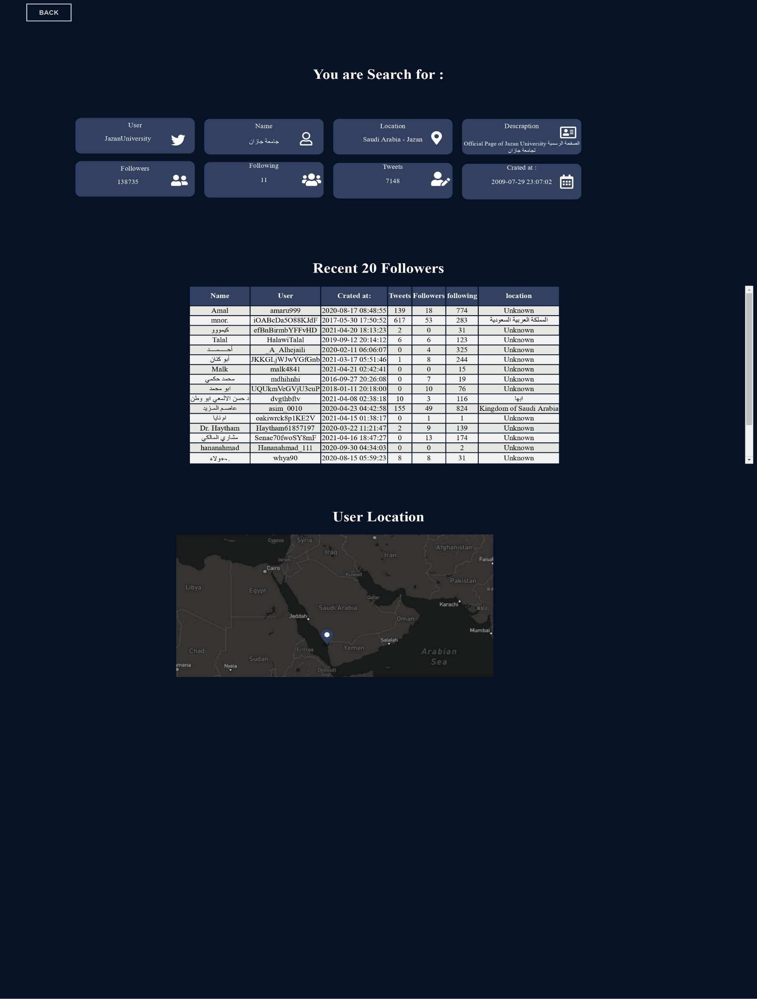 BACK
You are Search for :
User
JazanUniversity
Name
جامعة جازان
Location
Saudi Arabia - Jazan
Descraption
Official Page of Jazan University الصفحة الرسمية
لجامعة جازان
Followers
138735
Following
11
Tweets
7148
Crated at :
2009-07-29 23:07:02
Recent 20 Followers
Name User Crated at: Tweets Followers following location
Amal amaru999 2020-08-17 08:48:55 139 18 774 Unknown
mnor. iOABcDa5O88KJdF 2017-05-30 17:50:52 617 53 283 المملكة العربية السعودية
كيمووو efBnBirmbYFFvHD 2021-04-20 18:13:23 2 0 31 Unknown
Talal HalawiTalal 2019-09-12 20:14:12 6 6 123 Unknown
أحـــــمـــــد _A_Alhejaili 2020-02-11 06:06:07 0 4 325 Unknown
أبو كنان JKKGLjWJwYGfGnb 2021-03-17 05:51:46 1 8 244 Unknown
Malk malk4841 2021-04-21 02:42:41 0 0 15 Unknown
محمد حكمي mdhihnhi 2016-09-27 20:26:08 0 7 19 Unknown
ابو محمد UQUkmVeGVjU3cuP 2018-01-11 20:18:00 0 10 76 Unknown
د حسن الالمعي ابو وطن dvgthbftv 2021-04-08 02:38:18 10 3 116 ابها
عاصم المزيد asim_0010 2020-04-23 04:42:58 155 49 824 Kingdom of Saudi Arabia
ام نايا oakiwrck8p1KE2V 2021-04-15 01:38:17 0 1 1 Unknown
Dr. Haytham Haytham61857197 2020-03-22 11:21:47 2 9 139 Unknown
مشاري المالكي Senae70fwoSY8mF 2021-04-16 18:47:27 0 13 174 Unknown
hananahmad Hananahmad_111 2020-09-30 04:34:03 0 0 2 Unknown
ولاء. whya90 2020-08-15 05:59:23 8 8 31 Unknown
User Location
Cyprus
Syria
Afghanistan
Iraq
Iran
Israel
Faisal
Cairo
Kuwait
Pakistan
Libya
Egypt
RA
Qatar
Karachi
Saudi Arabia
GUJ.
Jeddah
Oman
Mumbai
Salalah
Yemen
Eritrea
Chad
Arabian
Sea
Sudan
amena
Nyala
Djibouti